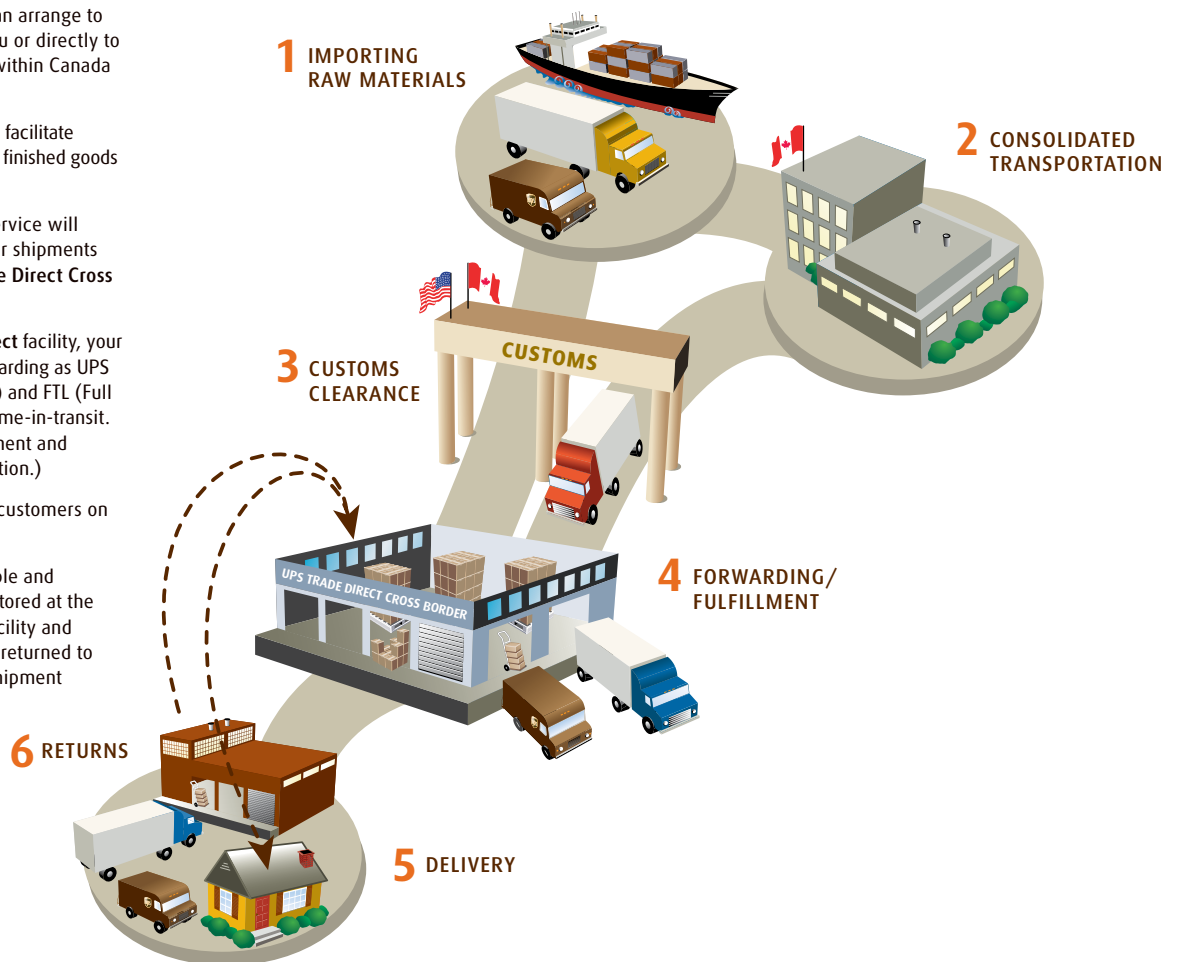 an arrange to
u or directly to
within Canada
facilitate
finished goods
ervice will
r shipments
e Direct Cross
ect facility, your
arding as UPS
) and FTL (Full
me-in-transit.
ment and
tion.)
customers on
ole and
tored at the
cility and
returned to
hipment
1 IMPORTING
RAW MATERIALS
2 CONSOLIDATED
TRANSPORTATION
3 CUSTOMS
CLEARANCE
CUSTOMS
4 FORWARDING/
FULFILLMENT
UPS TRADE DIRECT CROSS BORDER
5 DELIVERY
6 RETURNS